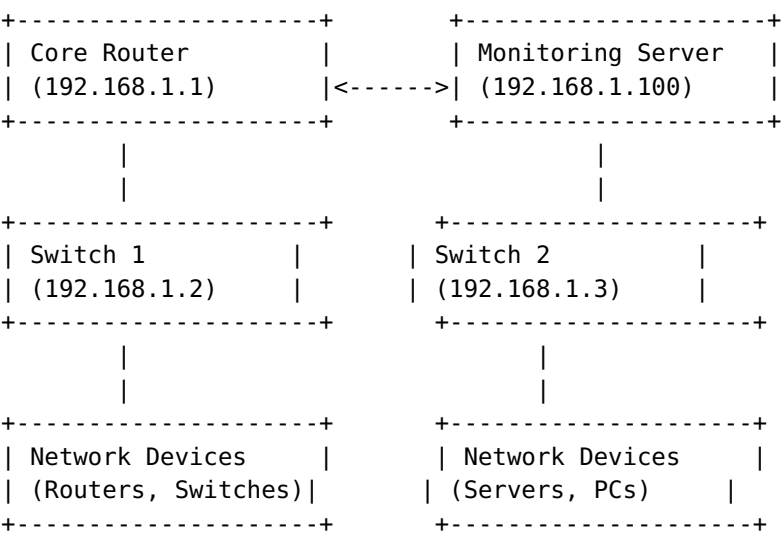 Core Router
(192.168.1.1)
Monitoring Server
(192.168.1.100)
Switch 1
(192.168.1.2)
Switch 2
(192.168.1.3)
Network Devices
(Routers, Switches)
Network Devices
(Servers, PCs)